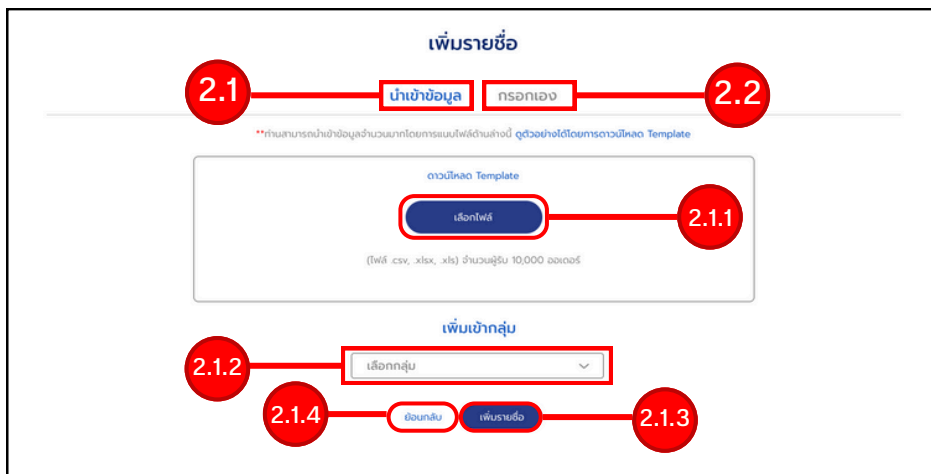 เพิ่มรายชื่อ
2.1 นำเข้าข้อมูล กรอกเอง 2.2
**ท่านสามารถนำเข้าข้อมูลจำนวนมากโดยการแนบไฟล์ด้านล่างนี้ ดูตัวอย่างได้โดยการดาวน์โหลด Template
ดาวน์โหลด Template
เลือกไฟล์ 2.1.1
(ไฟล์ .csv, .xlsx, .xls) จำนวนผู้รับ 10,000 ออเดอร์
เพิ่มเข้ากลุ่ม
2.1.2 เลือกกลุ่ม
2.1.4 ย้อนกลับ เพิ่มรายชื่อ 2.1.3